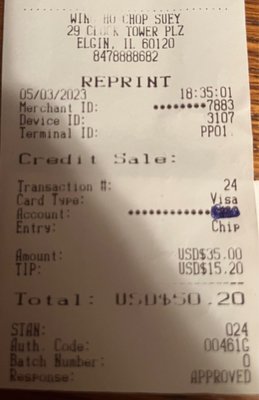 WIN HO CHOP SUEY
29 CLOCK TOWER PLZ
ELGIN, IL 60120
8478888682
REPRINT
05/03/2023 18:35:01
Merchant ID: ••••••••7883
Device ID: 3107
Terminal ID: PP01
Credit Sale:
Transaction #: 24
Card Type: Visa
Account: ••••••••••••
Entry: Chip
Amount: USD$35.00
TIP: USD$15.20
Total: USD$50.20
STAN: 024
Auth. Code: 00461G
Batch Number: 0
Response: APPROVED